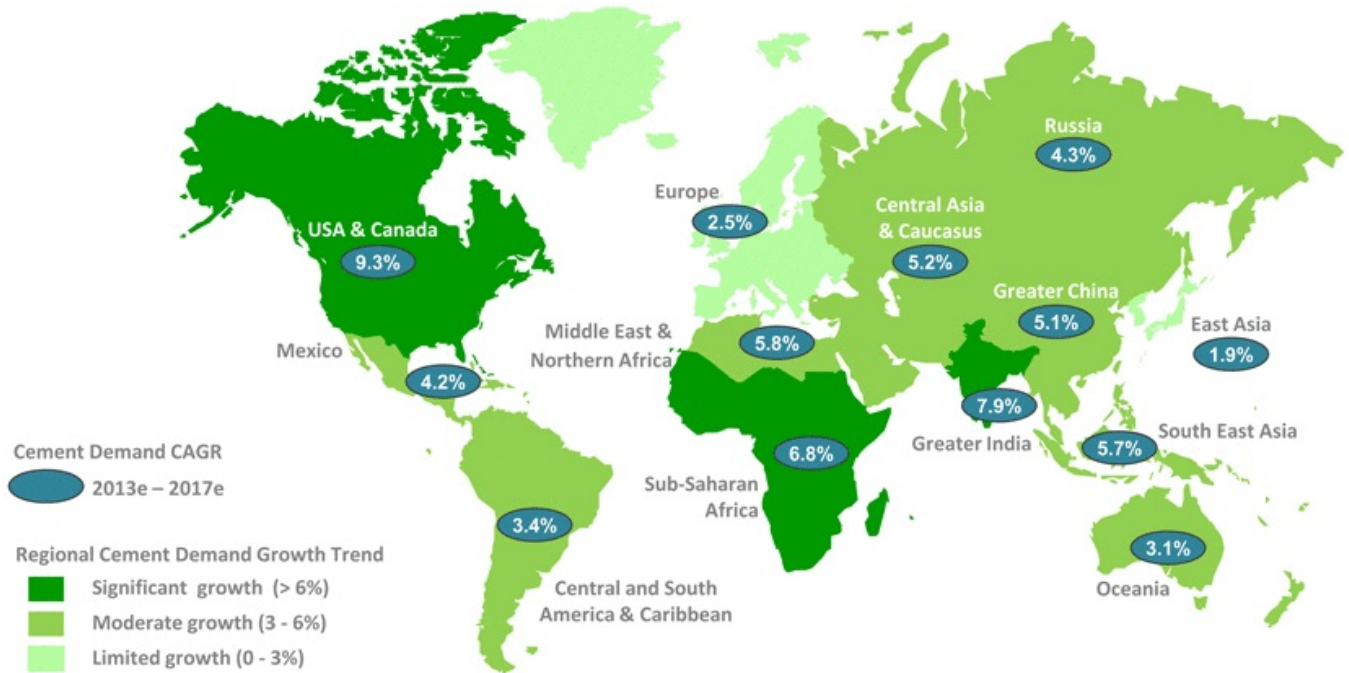 Russia
4.3%
Europe
2.5%
Central Asia
& Caucasus
5.2%
USA & Canada
9.3%
Greater China
5.1%
East Asia
1.9%
Middle East &
Northern Africa
5.8%
Mexico
4.2%
7.9%
Greater India
South East Asia
5.7%
6.8%
Sub-Saharan
Africa
3.4%
Central and South
America & Caribbean
3.1%
Oceania
Cement Demand CAGR
2013e – 2017e
Regional Cement Demand Growth Trend
Significant growth (> 6%)
Moderate growth (3 - 6%)
Limited growth (0 - 3%)